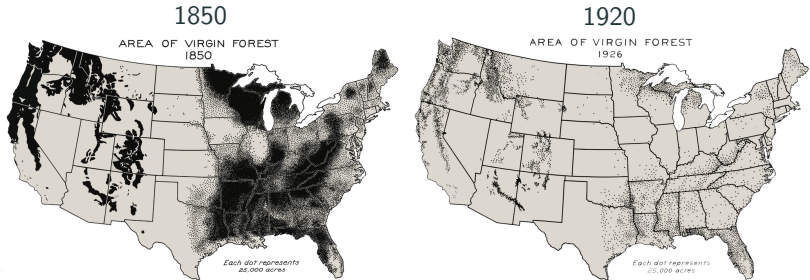 1850
AREA OF VIRGIN FOREST
1850
Each dot represents
25,000 acres
1920
AREA OF VIRGIN FOREST
1926
Each dot represents
25,000 acres